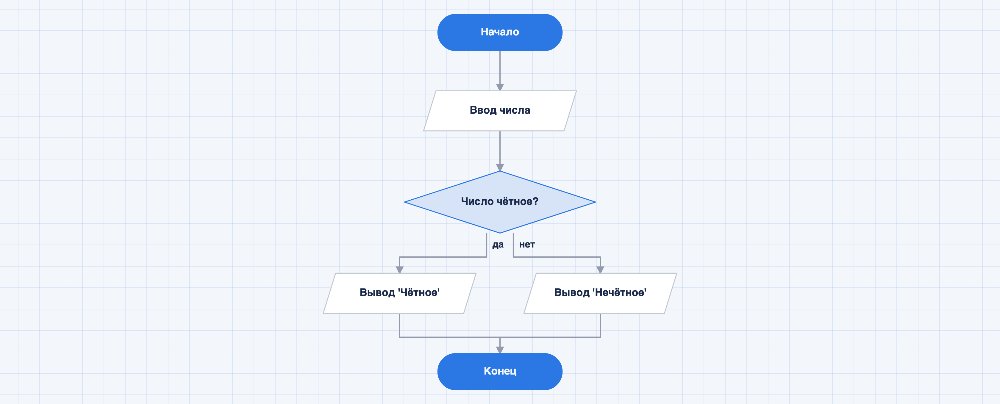 Начало
Ввод числа
Число чётное?
да
нет
Вывод 'Чётное'
Вывод 'Нечётное'
Конец